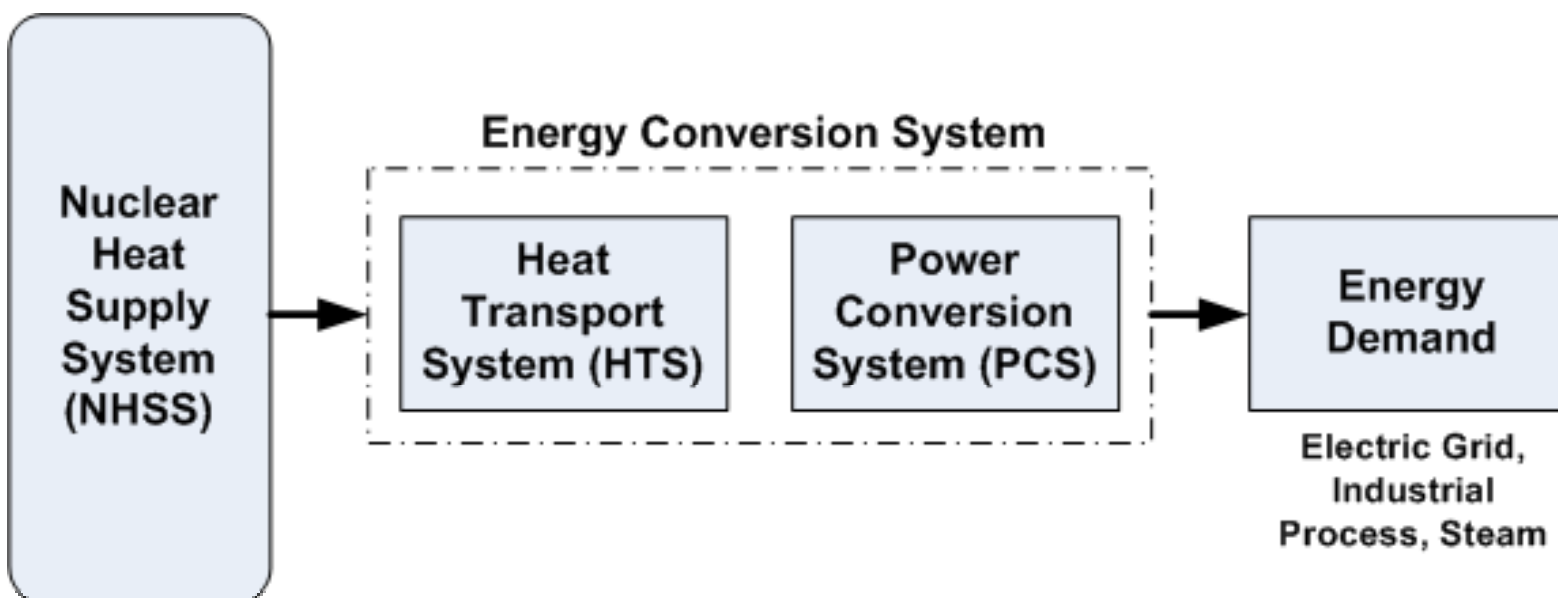 Nuclear
Heat
Supply
System
(NHSS)
Energy Conversion System
Heat
Transport
System (HTS)
Power
Conversion
System (PCS)
Energy
Demand
Electric Grid,
Industrial
Process, Steam